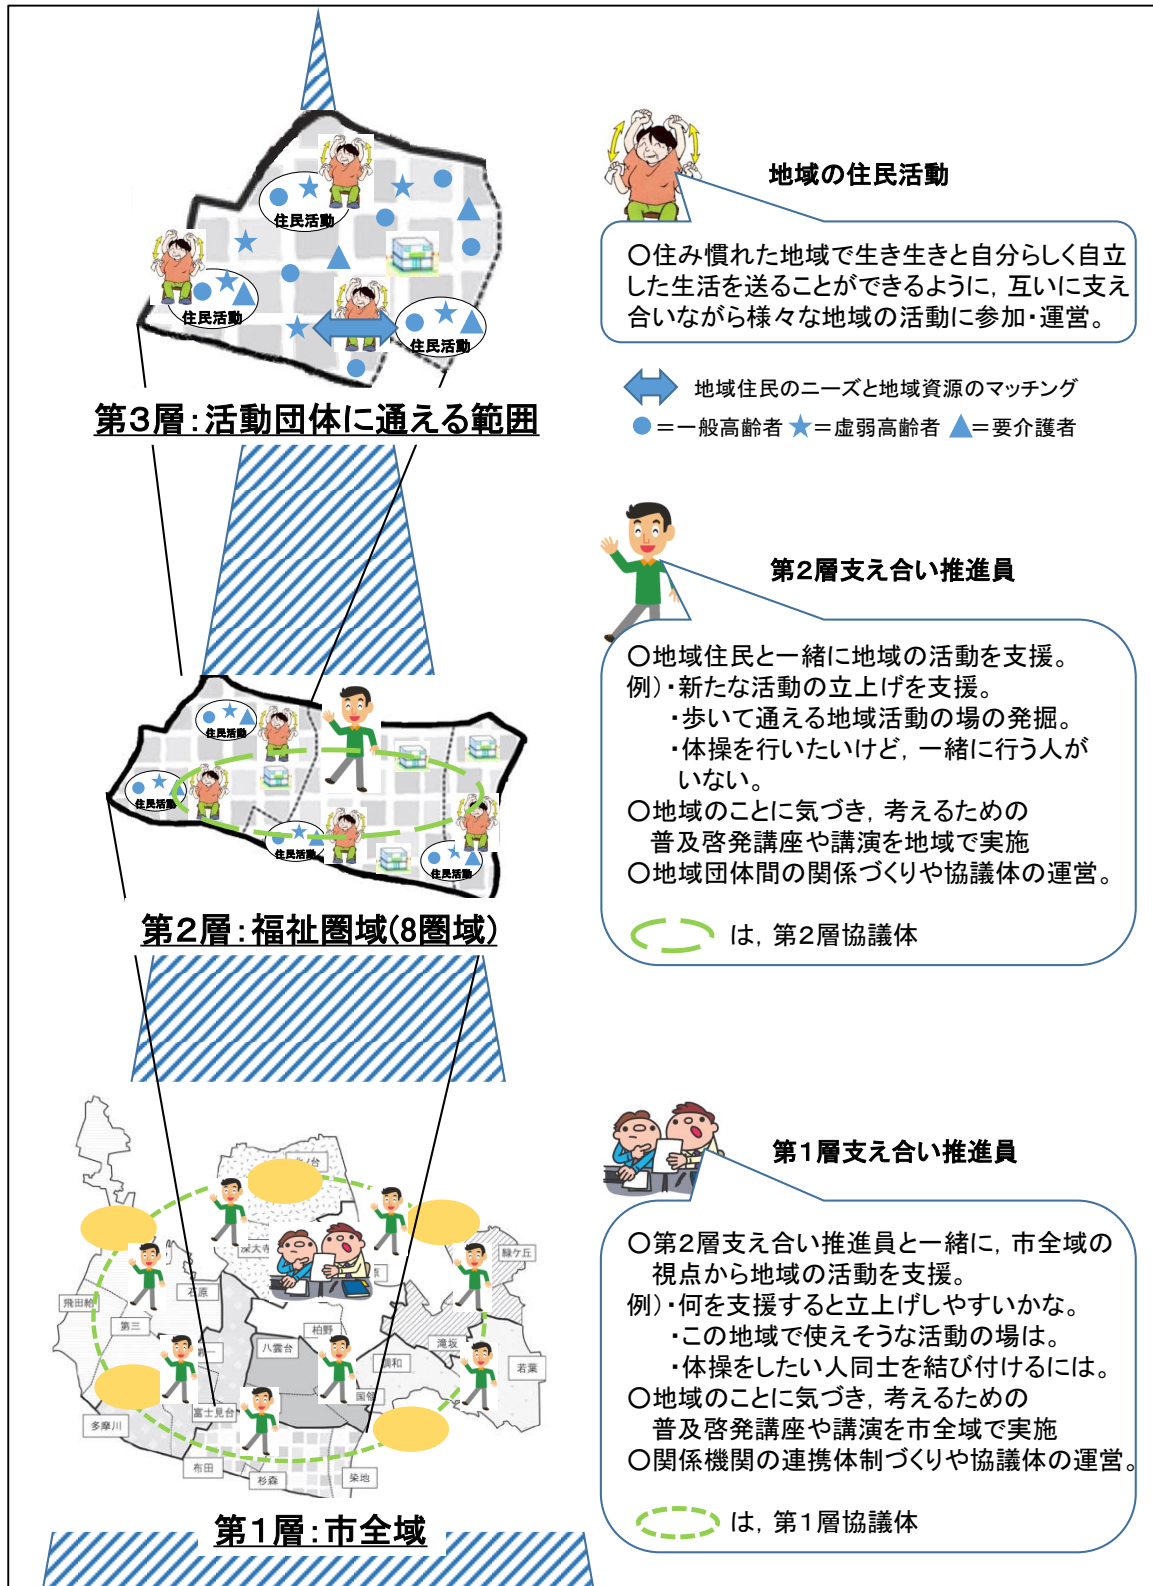 住民活動
住民活動
住民活動
第３層：活動団体に通える範囲
地域の住民活動
○住み慣れた地域で生き生きと自分らしく自立
した生活を送ることができるように，互いに支え
合いながら様々な地域の活動に参加・運営。
地域住民のニーズと地域資源のマッチング
●＝一般高齢者 ★＝虚弱高齢者 ▲＝要介護者
住民活動
住民活動
住民活動
住民活動
第２層：福祉圏域(8圏域)
第２層支え合い推進員
○地域住民と一緒に地域の活動を支援。
例）・新たな活動の立上げを支援。
・歩いて通える地域活動の場の発掘。
・体操を行いたいけど，一緒に行う人が
いない。
○地域のことに気づき，考えるための
普及啓発講座や講演を地域で実施
○地域団体間の関係づくりや協議体の運営。
は，第２層協議体
ノ台
深大寺
緑ケ丘
石原
飛田給
第三
柏野
八雲台
滝坂
調和
若葉
国領
富士見台
多摩川
布田
杉森
染地
第１層：市全域
第１層支え合い推進員
○第２層支え合い推進員と一緒に，市全域の
視点から地域の活動を支援。
例）・何を支援すると立上げしやすいかな。
・この地域で使えそうな活動の場は。
・体操をしたい人同士を結び付けるには。
○地域のことに気づき，考えるための
普及啓発講座や講演を市全域で実施
○関係機関の連携体制づくりや協議体の運営。
は，第１層協議体